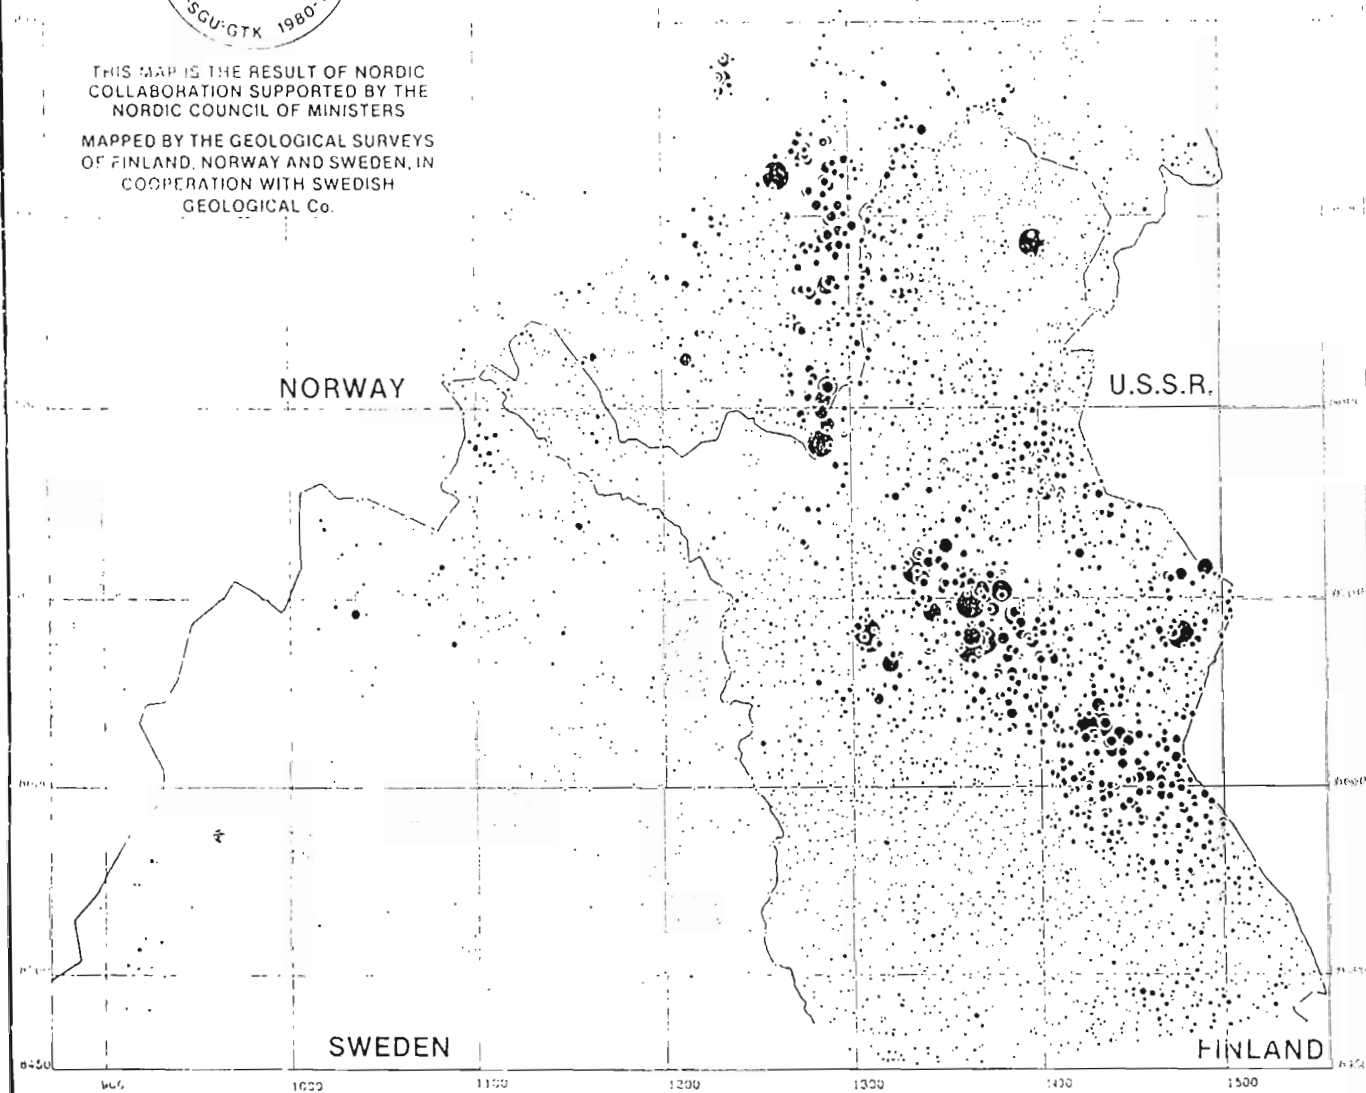 SGU-GTK 1980-
THIS MAP IS THE RESULT OF NORDIC
COLLABORATION SUPPORTED BY THE
NORDIC COUNCIL OF MINISTERS
MAPPED BY THE GEOLOGICAL SURVEYS
OF FINLAND, NORWAY AND SWEDEN, IN
COOPERATION WITH SWEDISH
GEOLOGICAL Co.
NORWAY
U.S.S.R.
SWEDEN
FINLAND
1000
1100
1200
1300
1400
1500